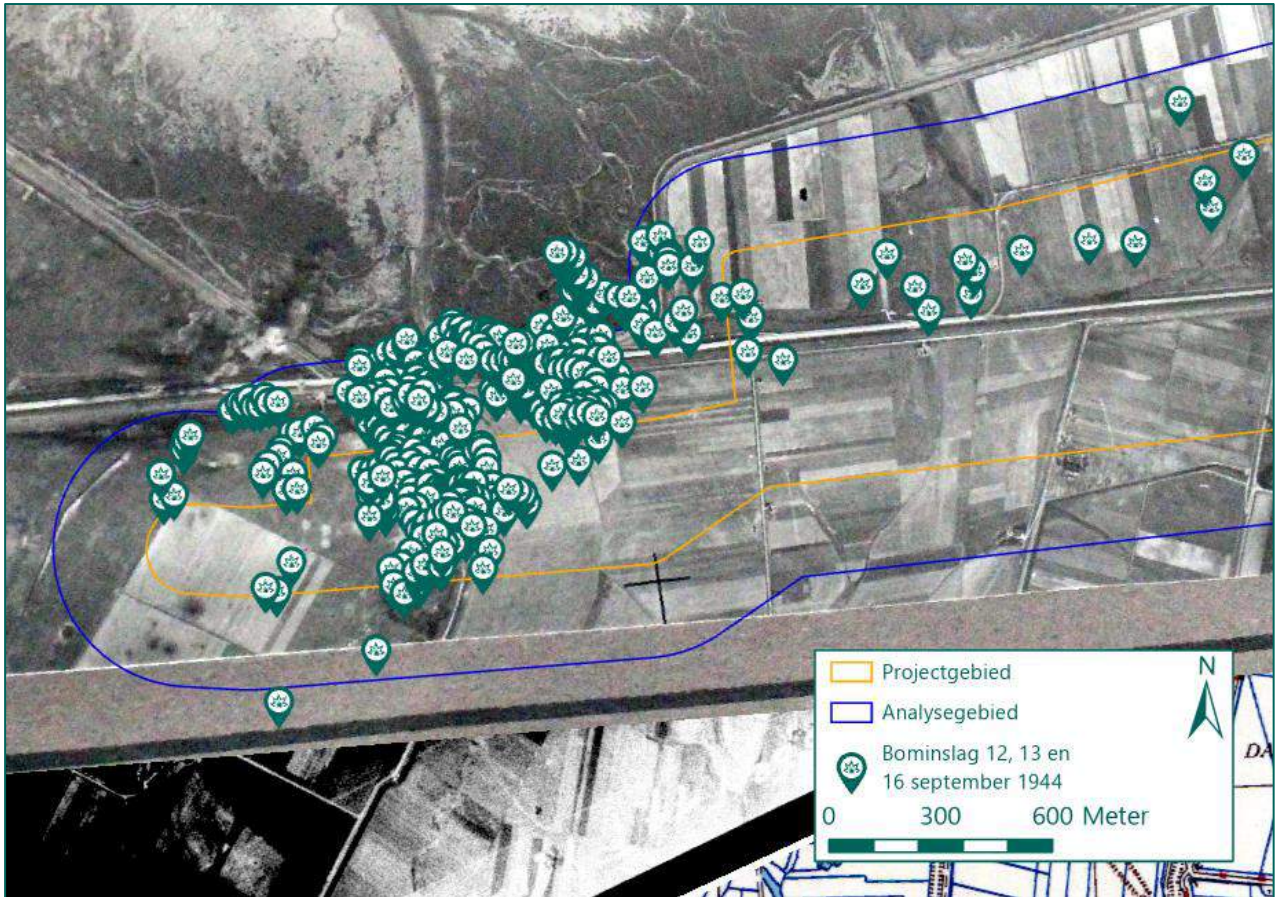 Projectgebied
N
Analysegebied
Bominslag 12, 13 en
16 september 1944
0 300 600 Meter